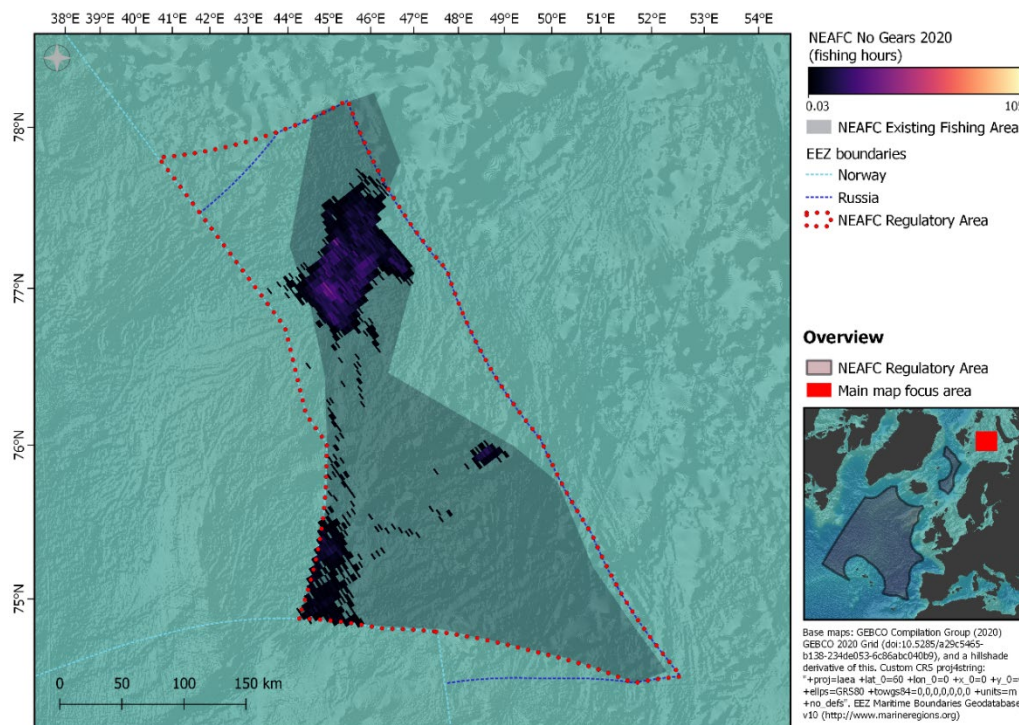 38°E 39°E 40°E 41°E 42°E 43°E 44°E 45°E 46°E 47°E 48°E 49°E 50°E 51°E 52°E 53°E 54°E
78°N
77°N
76°N
75°N
0 50 100 150 km
NEAFC No Gears 2020
(fishing hours)
0.03 105
NEAFC Existing Fishing Area
EEZ boundaries
Norway
Russia
NEAFC Regulatory Area
Overview
NEAFC Regulatory Area
Main map focus area
Base maps: GEBCO Compilation Group (2020)
GEBCO 2020 Grid (doi:10.5285/a29c5465-
b138-234de053-6c86abc040b9), and a hillshade
derivative of this. Custom CRS proj4string:
"+proj=laea +lat_0=60 +lon_0=0 +x_0=0 +y_0=
+ellps=GRS80 +towgs84=0,0,0,0,0,0,0 +units=m
+no_defs". EEZ Maritime Boundaries Geodatabase
v10 (http://www.marineregions.org)